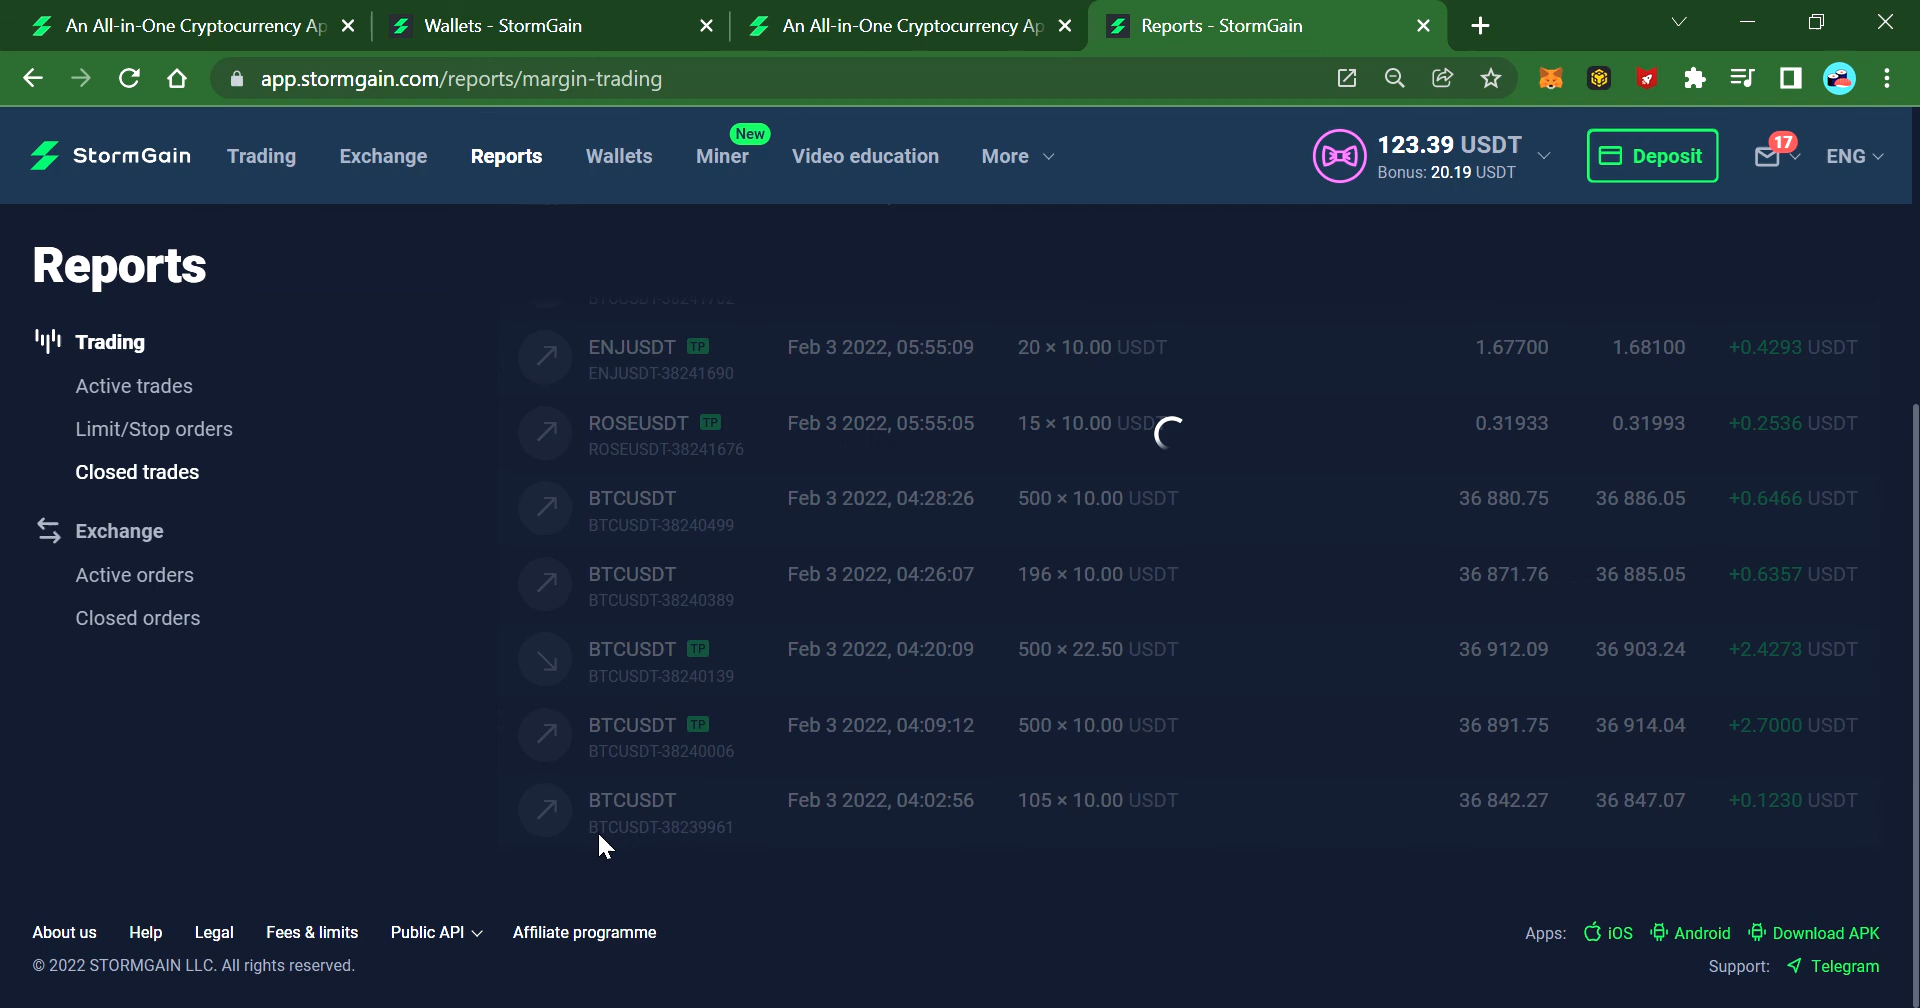 An All-in-One Cryptocurrency Ap
Wallets - StormGain
An All-in-One Cryptocurrency Ap
Reports - StormGain
app.stormgain.com/reports/margin-trading
StormGain
Trading
Exchange
Reports
Wallets
Miner
New
Video education
More
123.39 USDT
Bonus: 20.19 USDT
Deposit
17
ENG
Reports
Trading
Active trades
Limit/Stop orders
Closed trades
Exchange
Active orders
Closed orders
ENJUSDT TP Feb 3 2022, 05:55:09 20 × 10.00 USDT 1.67700 1.68100 +0.4293 USDT
ENJUSDT-38241690
ROSEUSDT TP Feb 3 2022, 05:55:05 15 × 10.00 USDT 0.31933 0.31993 +0.2536 USDT
ROSEUSDT-38241676
BTCUSDT Feb 3 2022, 04:28:26 500 × 10.00 USDT 36 880.75 36 886.05 +0.6466 USDT
BTCUSDT-38240499
BTCUSDT Feb 3 2022, 04:26:07 196 × 10.00 USDT 36 871.76 36 885.05 +0.6357 USDT
BTCUSDT-38240389
BTCUSDT TP Feb 3 2022, 04:20:09 500 × 22.50 USDT 36 912.09 36 903.24 +2.4273 USDT
BTCUSDT-38240139
BTCUSDT TP Feb 3 2022, 04:09:12 500 × 10.00 USDT 36 891.75 36 914.04 +2.7000 USDT
BTCUSDT-38240006
BTCUSDT Feb 3 2022, 04:02:56 105 × 10.00 USDT 36 842.27 36 847.07 +0.1230 USDT
BTCUSDT-38239961
About us
Help
Legal
Fees & limits
Public API
Affiliate programme
Apps: iOS Android Download APK
© 2022 STORMGAIN LLC. All rights reserved.
Support: Telegram